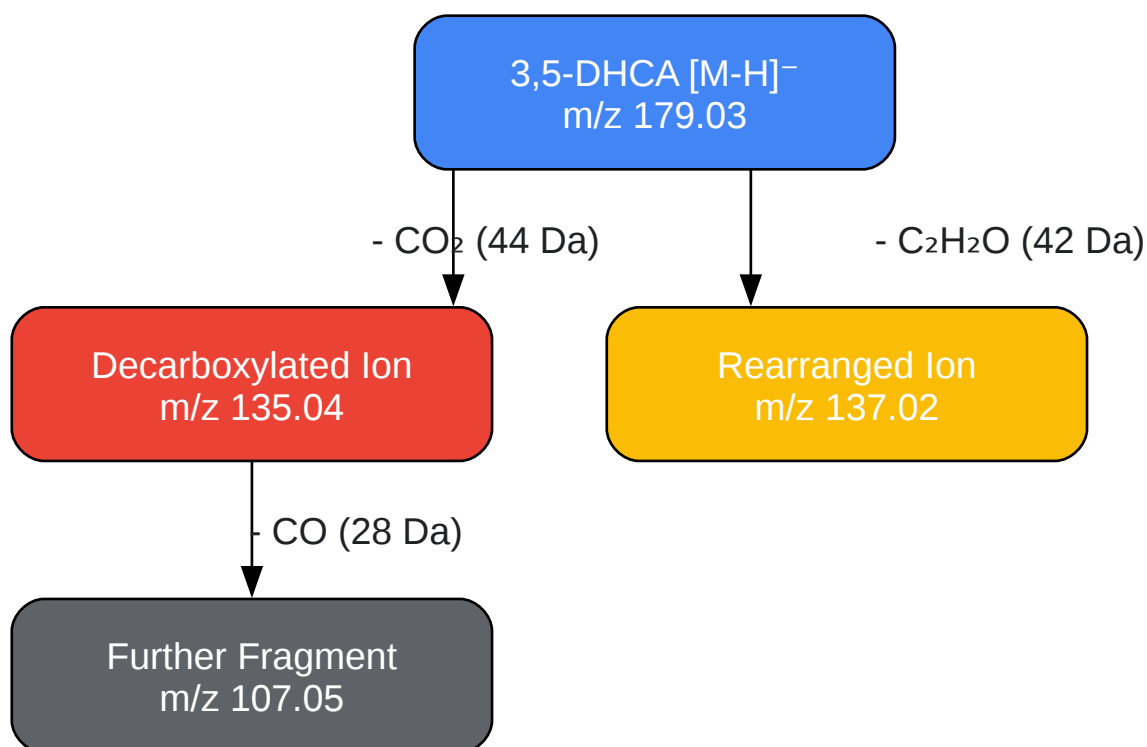 3,5-DHCA [M-H]⁻
m/z 179.03
- CO₂ (44 Da)
- C₂H₂O (42 Da)
Decarboxylated Ion
m/z 135.04
Rearranged Ion
m/z 137.02
- CO (28 Da)
Further Fragment
m/z 107.05